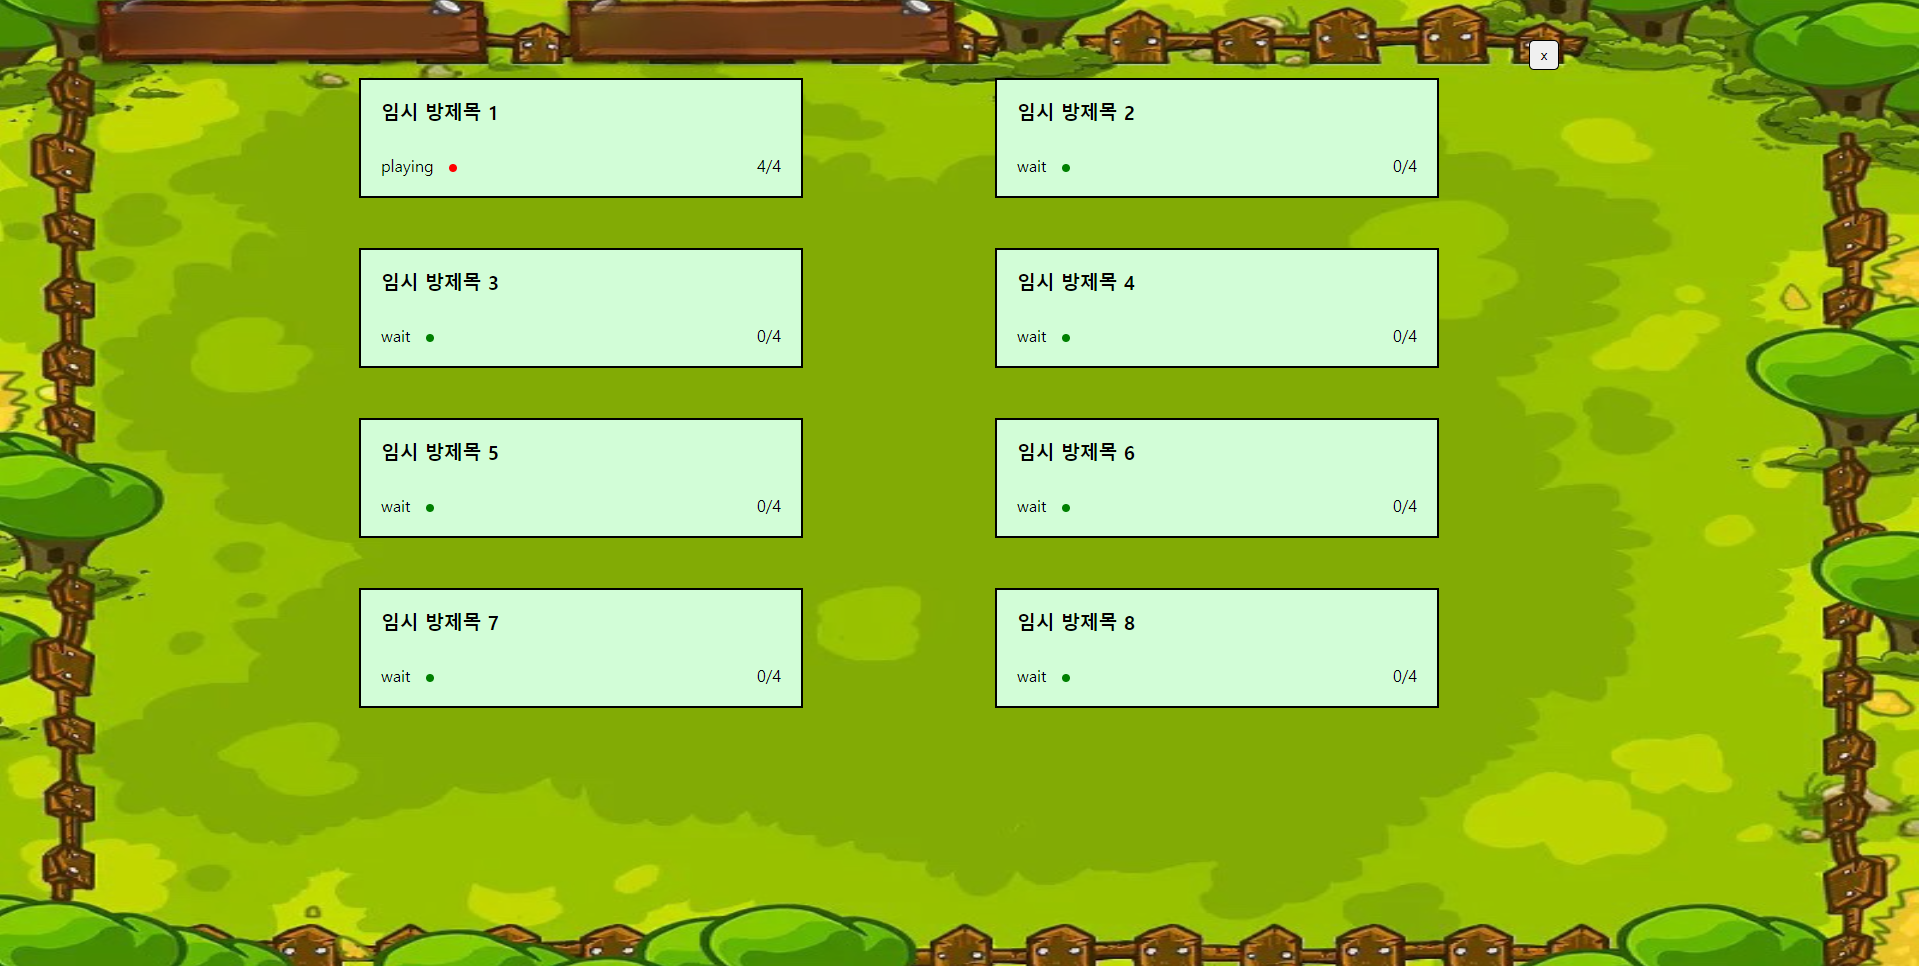 x
임시 방제목 1
playing 4/4
임시 방제목 2
wait 0/4
임시 방제목 3
wait 0/4
임시 방제목 4
wait 0/4
임시 방제목 5
wait 0/4
임시 방제목 6
wait 0/4
임시 방제목 7
wait 0/4
임시 방제목 8
wait 0/4